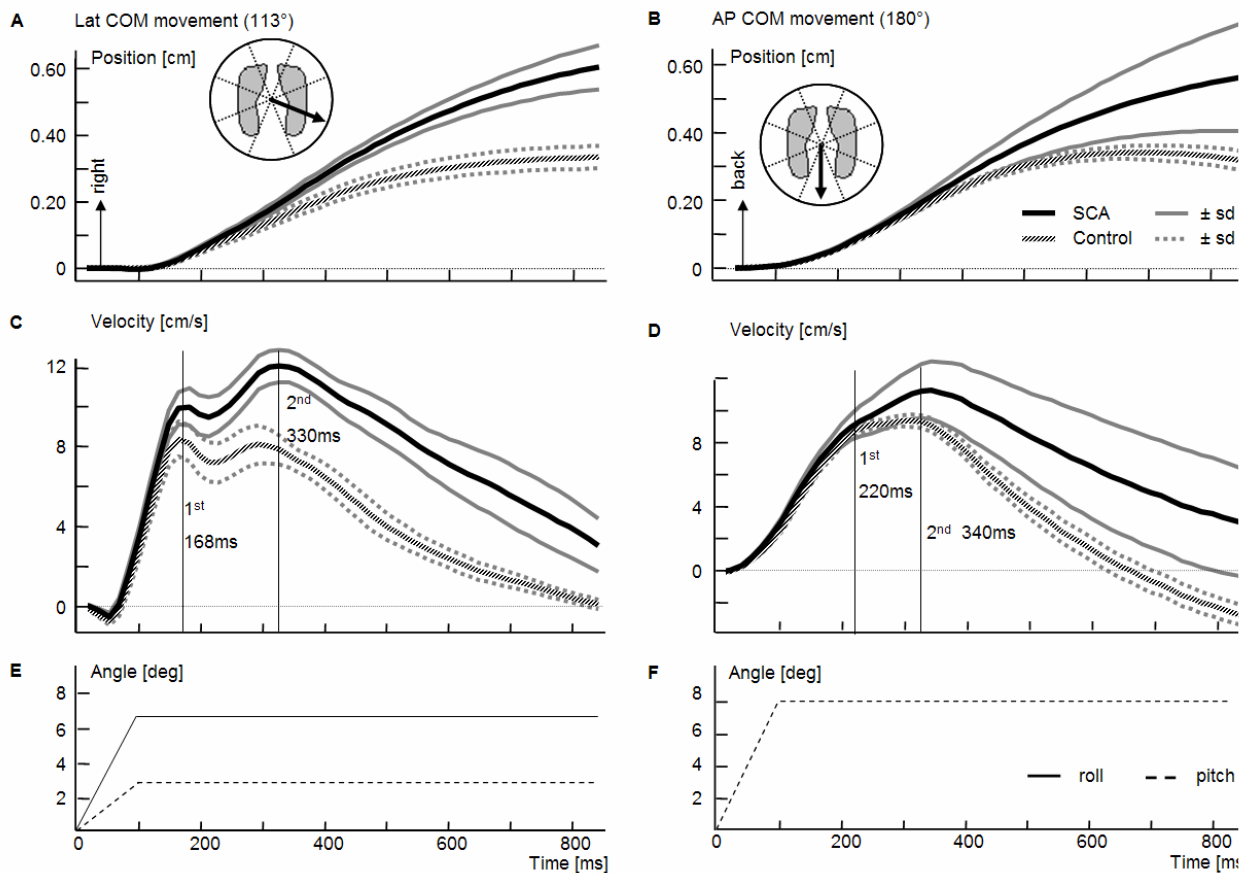 A Lat COM movement (113°)
Position [cm]
0.60
0.40
0.20
0
right
B AP COM movement (180°)
Position [cm]
0.60
0.40
0.20
0
back
SCA ± sd
Control ± sd
C Velocity [cm/s]
12
8
4
0
1st
168ms
2nd
330ms
D Velocity [cm/s]
8
4
0
1st
220ms
2nd 340ms
E Angle [deg]
8
6
4
2
0 200 400 600 800
Time [ms]
F Angle [deg]
8
6
4
2
roll pitch
0 200 400 600 800
Time [ms]